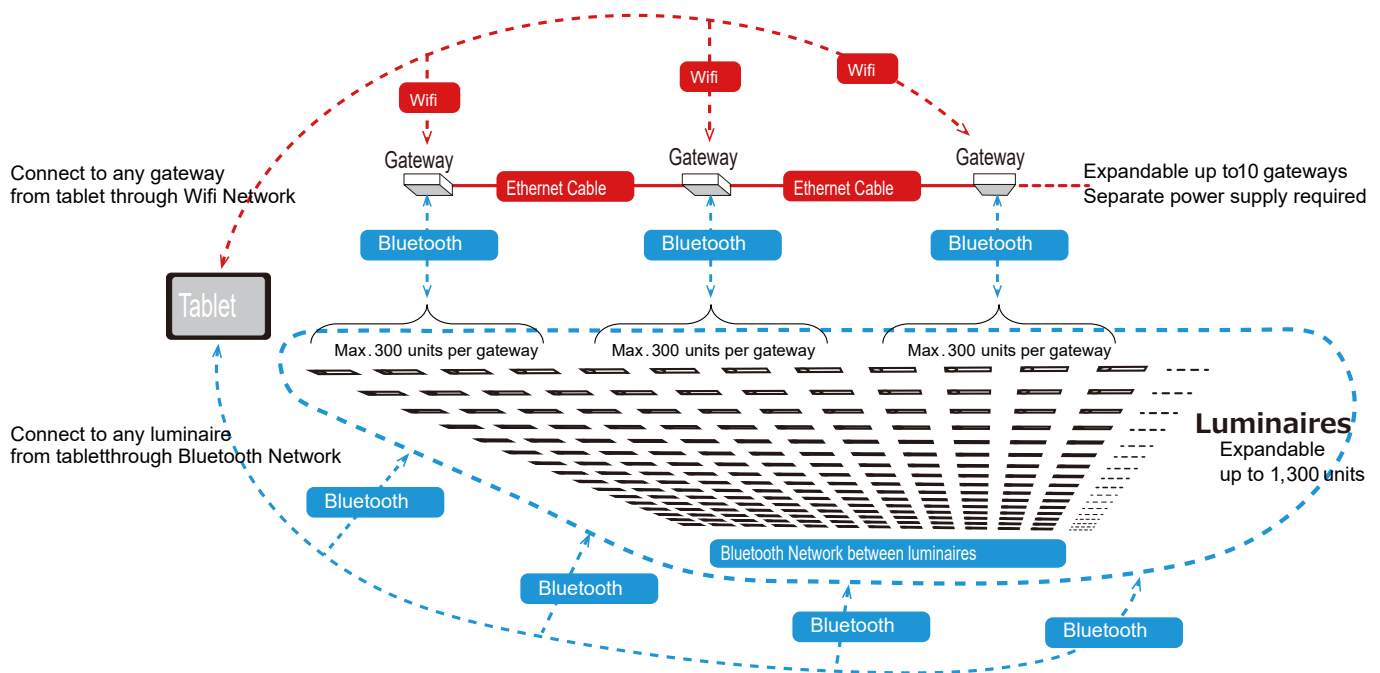 Wifi
Wifi
Wifi
Gateway
Gateway
Gateway
Connect to any gateway
from tablet through Wifi Network
Ethernet Cable
Ethernet Cable
Expandable up to10 gateways
Separate power supply required
Bluetooth
Bluetooth
Bluetooth
Tablet
Max.300 units per gateway
Max.300 units per gateway
Max.300 units per gateway
Luminaires
Expandable
up to 1,300 units
Connect to any luminaire
from tabletthrough Bluetooth Network
Bluetooth
Bluetooth Network between luminaires
Bluetooth
Bluetooth
Bluetooth